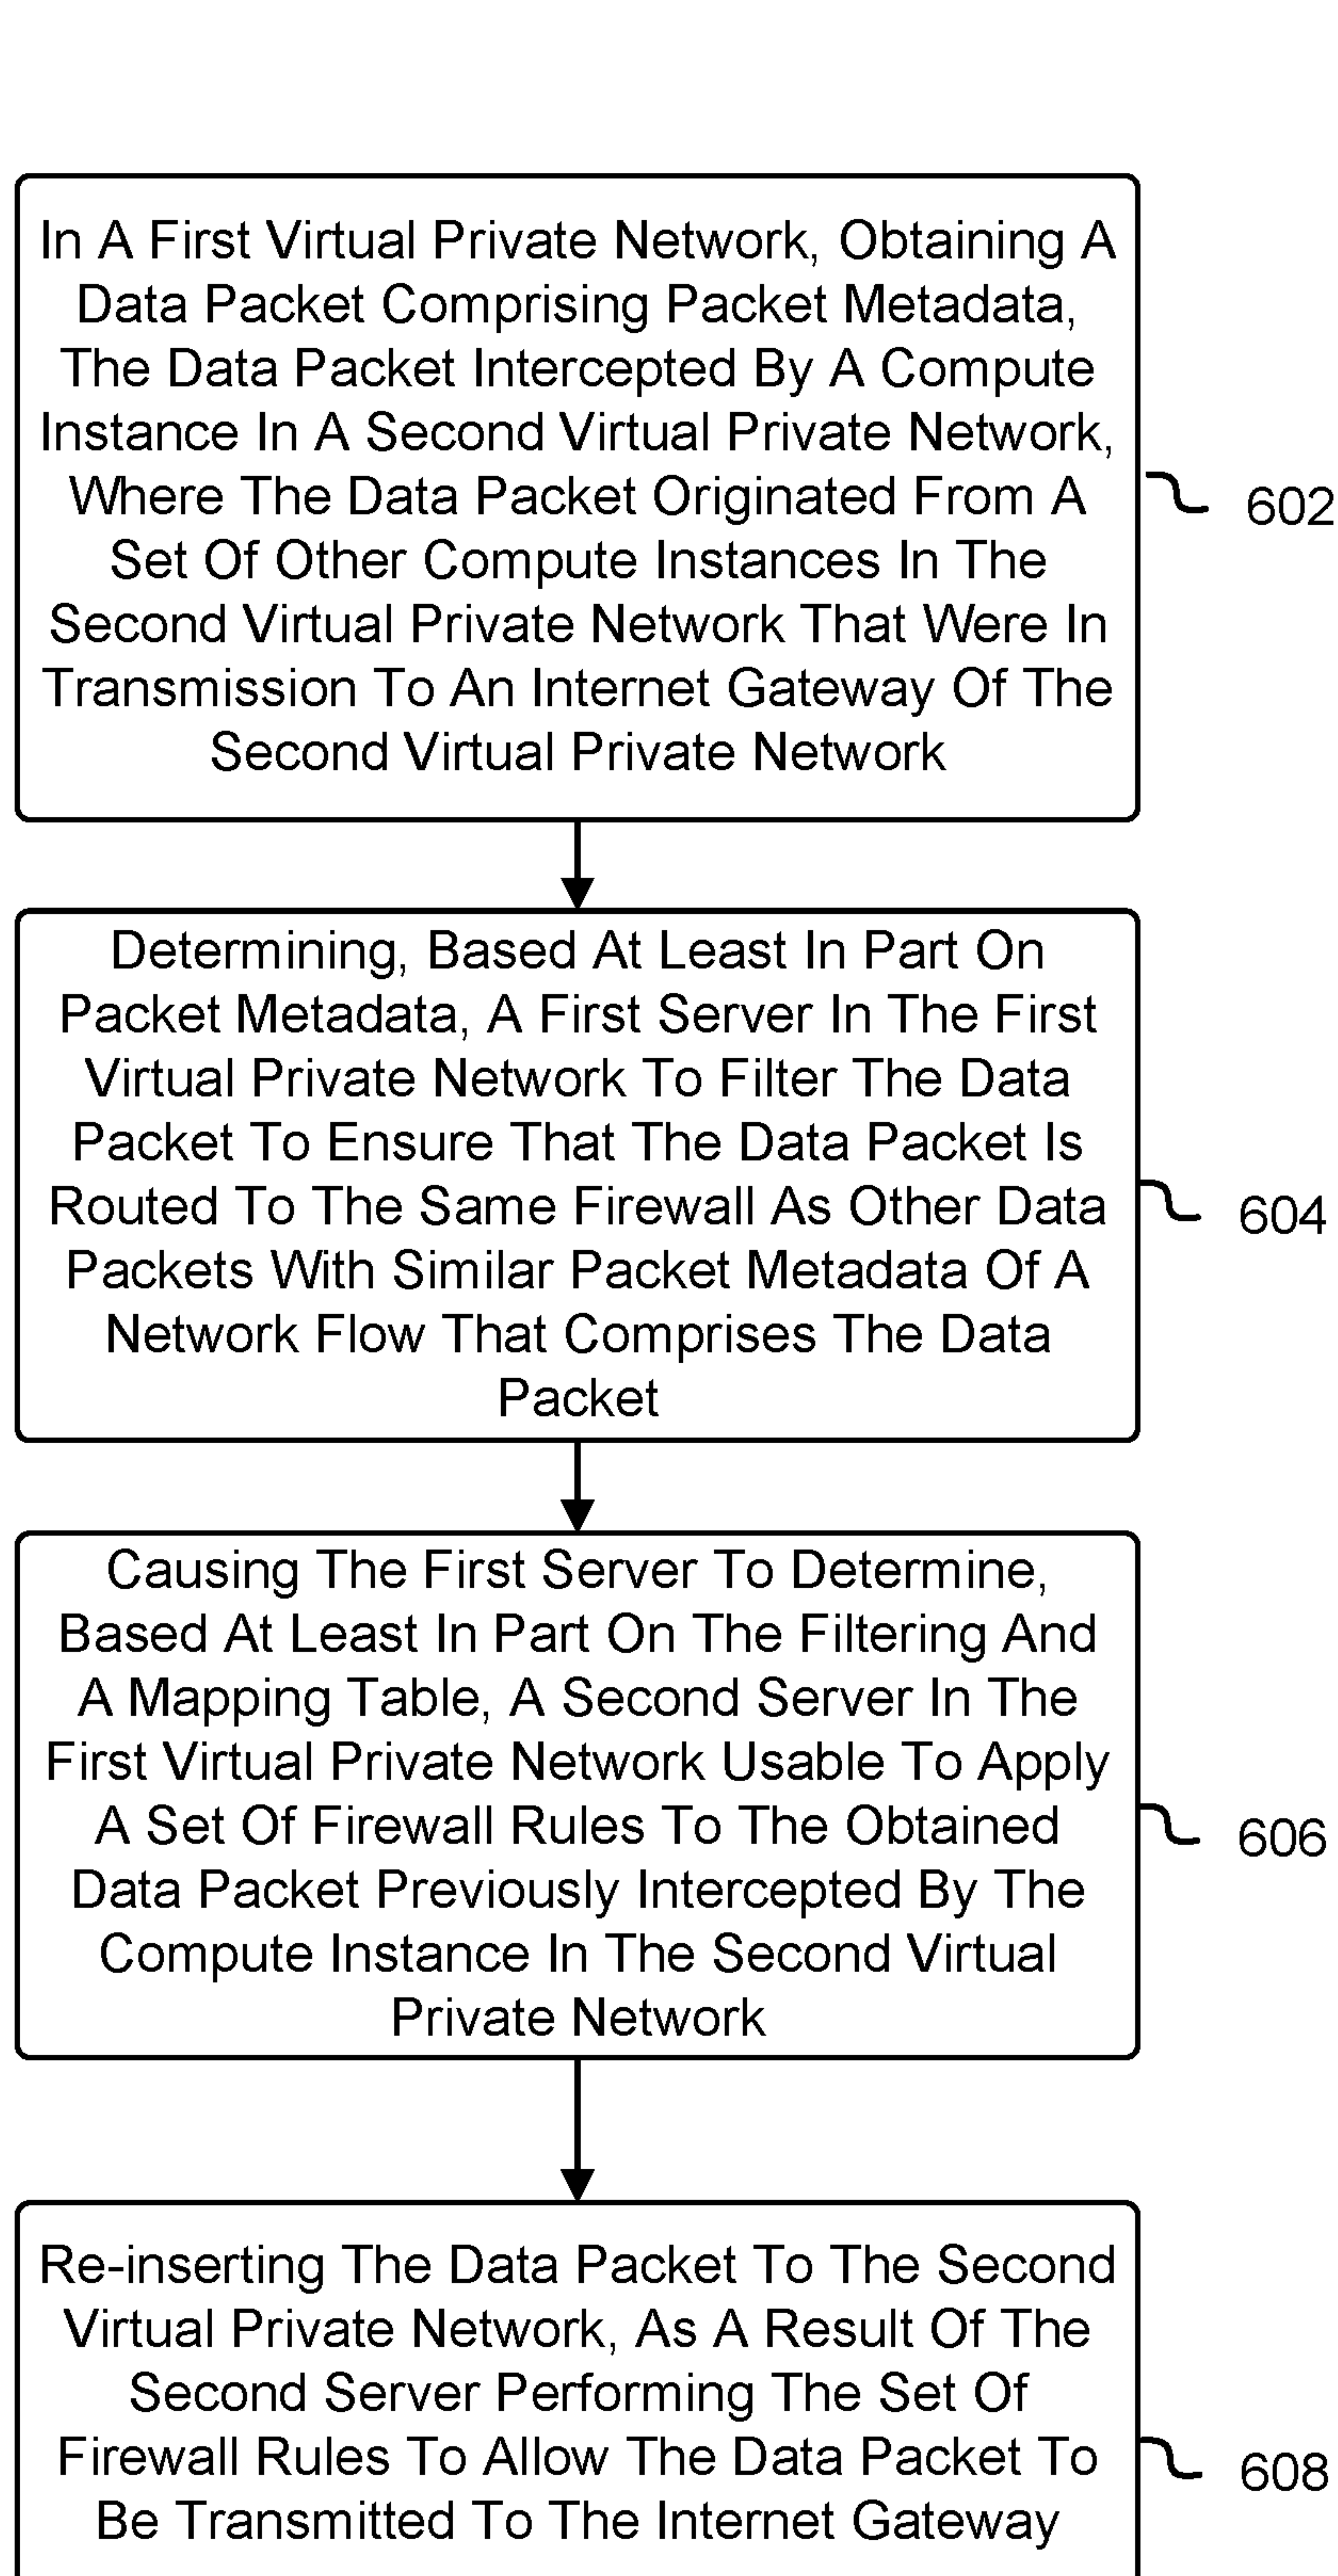 In A First Virtual Private Network, Obtaining A
Data Packet Comprising Packet Metadata,
The Data Packet Intercepted By A Compute
Instance In A Second Virtual Private Network,
Where The Data Packet Originated From A
Set Of Other Compute Instances In The
Second Virtual Private Network That Were In
Transmission To An Internet Gateway Of The
Second Virtual Private Network
602
Determining, Based At Least In Part On
Packet Metadata, A First Server In The First
Virtual Private Network To Filter The Data
Packet To Ensure That The Data Packet Is
Routed To The Same Firewall As Other Data
Packets With Similar Packet Metadata Of A
Network Flow That Comprises The Data
Packet
604
Causing The First Server To Determine,
Based At Least In Part On The Filtering And
A Mapping Table, A Second Server In The
First Virtual Private Network Usable To Apply
A Set Of Firewall Rules To The Obtained
Data Packet Previously Intercepted By The
Compute Instance In The Second Virtual
Private Network
606
Re-inserting The Data Packet To The Second
Virtual Private Network, As A Result Of The
Second Server Performing The Set Of
Firewall Rules To Allow The Data Packet To
Be Transmitted To The Internet Gateway
608